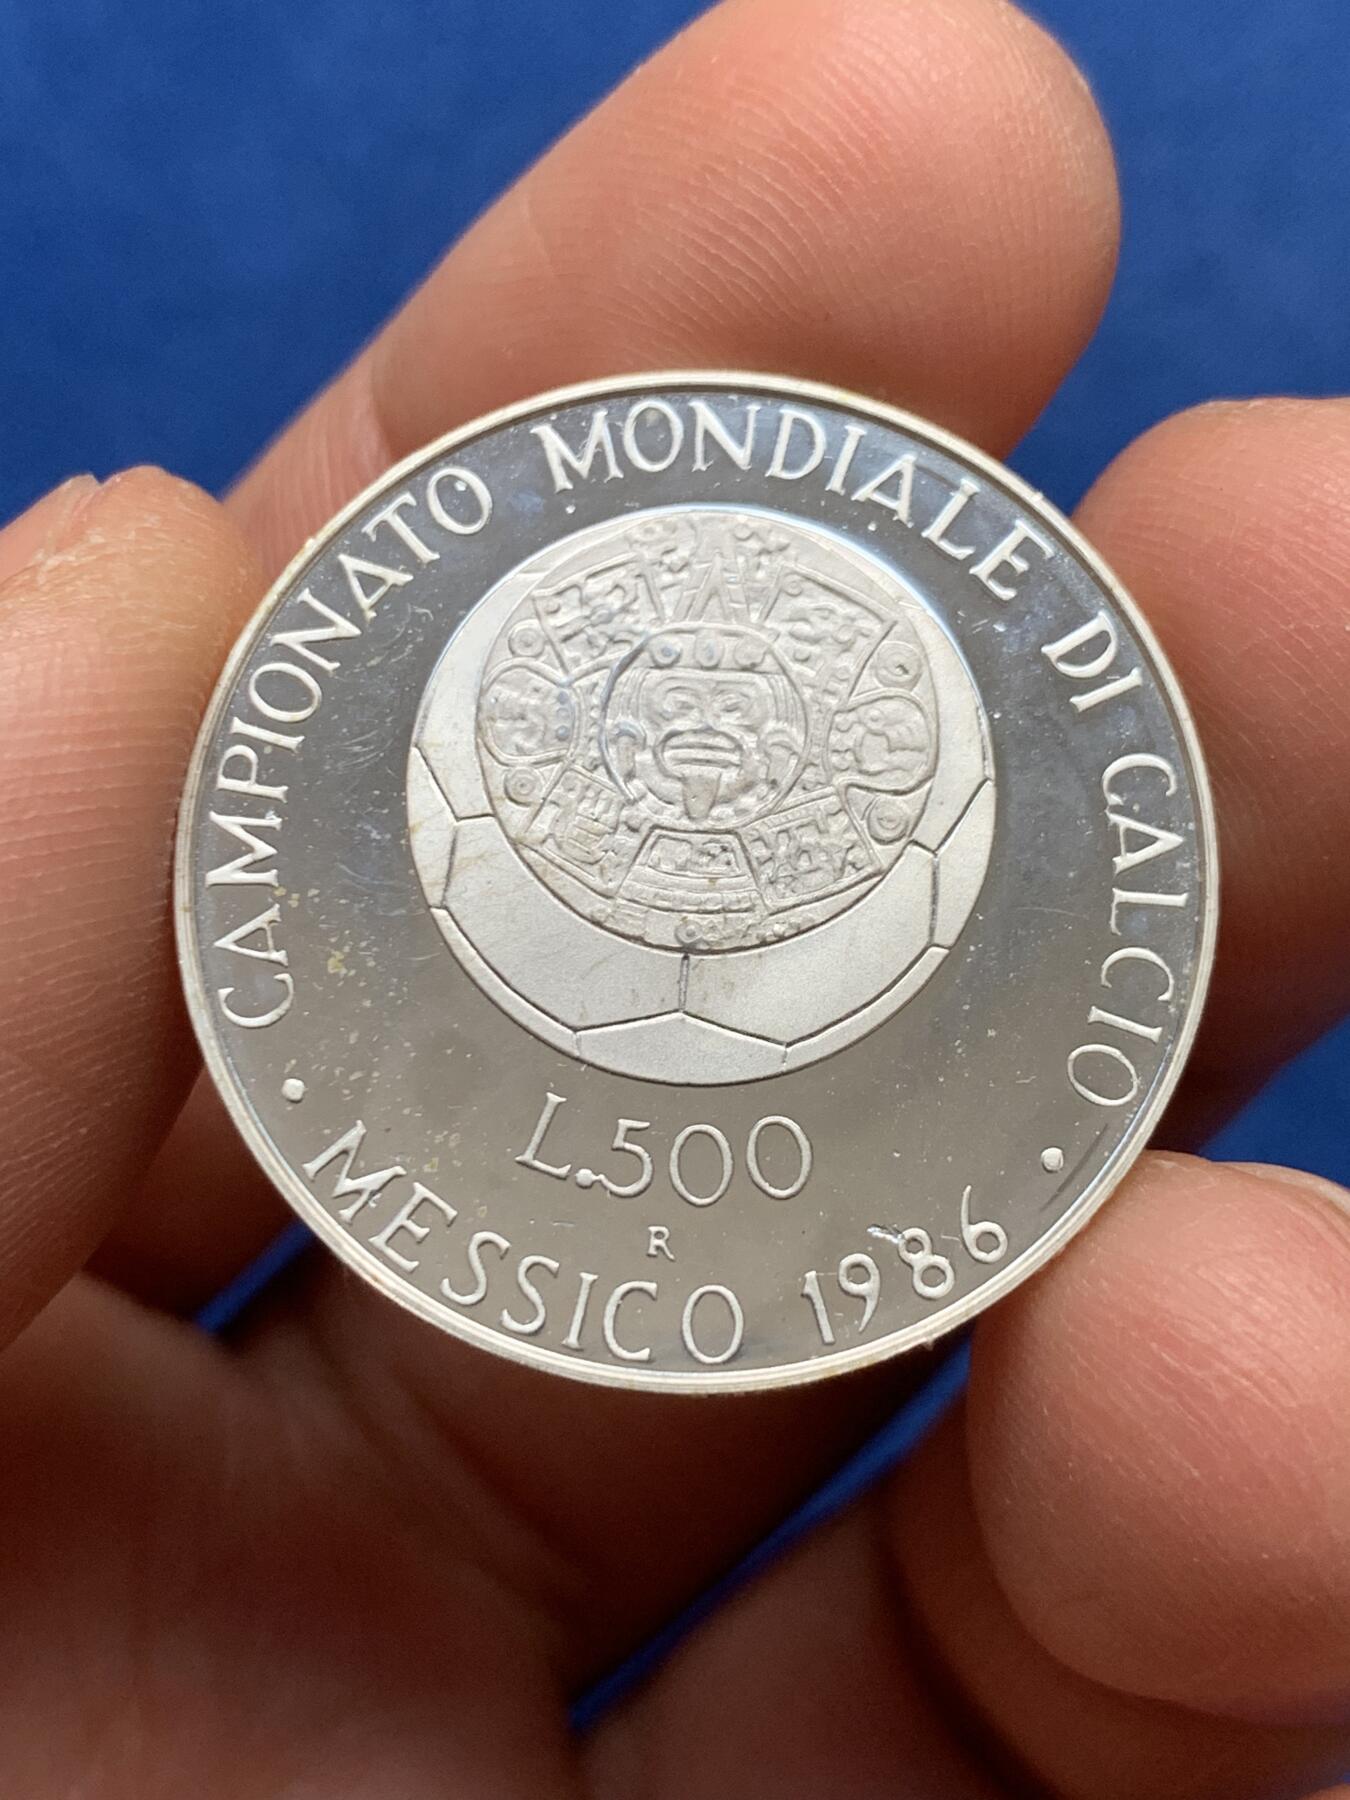 CAMPIONATO MONDIALE DI CALCIO
L.500
R
· MESSICO 1986 ·